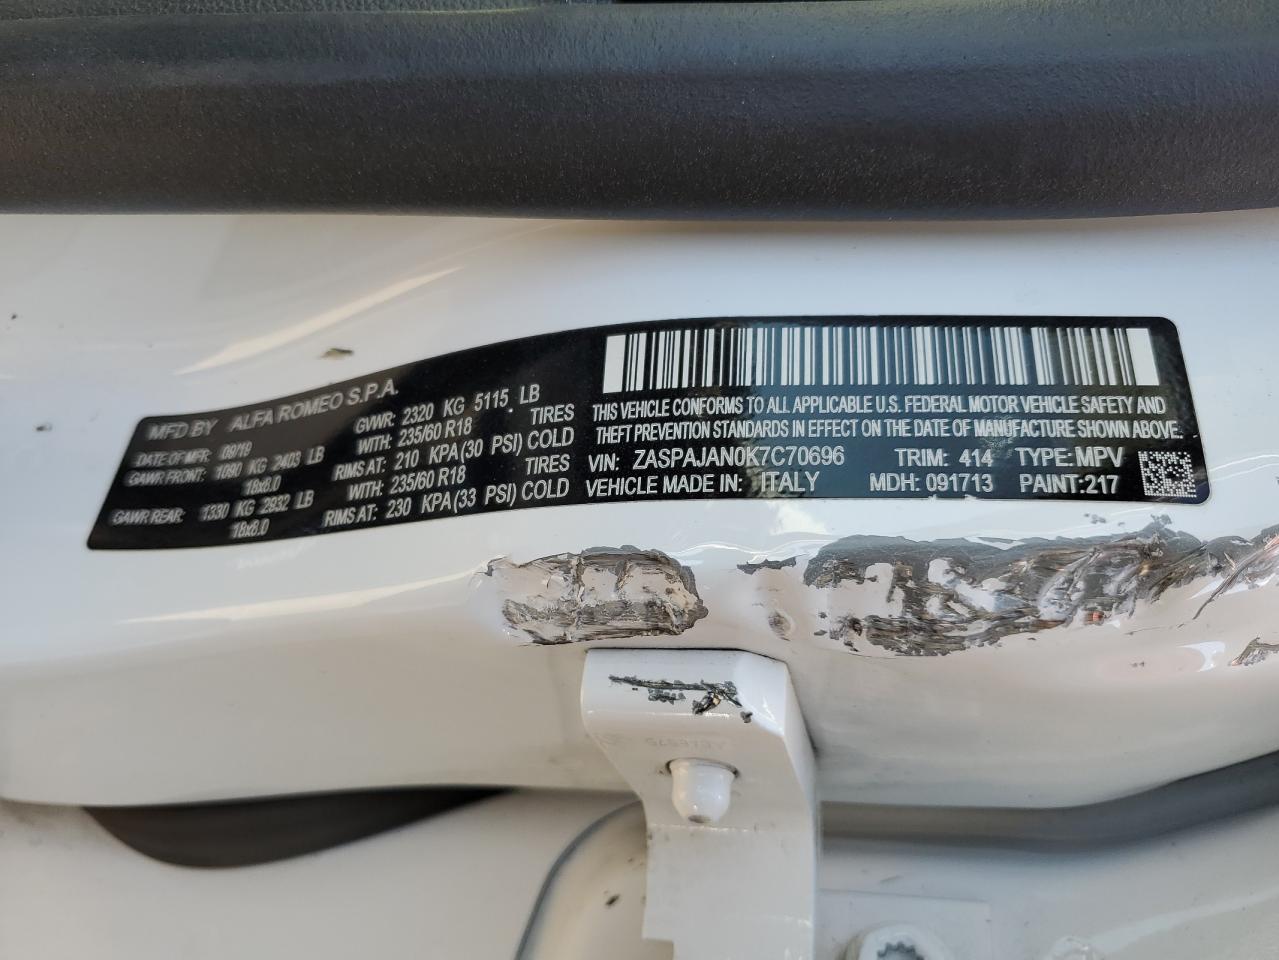 MFD BY ALFA ROMEO S.P.A.
DATE OF MFR: 09/19 GVWR: 2320 KG 5115 LB
GAWR FRONT: 1090 KG 2403 LB WITH: 235/60 R18 TIRES
18x8.0 RIMS AT: 210 KPA(30 PSI) COLD
GAWR REAR: 1330 KG 2932 LB WITH: 235/60 R18 TIRES
18x8.0 RIMS AT: 230 KPA(33 PSI) COLD
THIS VEHICLE CONFORMS TO ALL APPLICABLE U.S. FEDERAL MOTOR VEHICLE SAFETY AND
THEFT PREVENTION STANDARDS IN EFFECT ON THE DATE OF MANUFACTURE SHOWN ABOVE.
VIN: ZASPAJAN0K7C70696 TRIM: 414 TYPE: MPV
VEHICLE MADE IN: ITALY MDH: 091713 PAINT:217